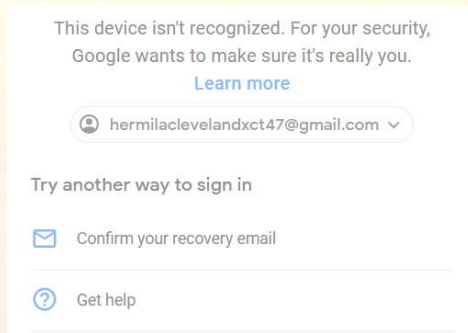 This device isn't recognized. For your security,
Google wants to make sure it's really you.
Learn more
hermilaclevelandxct47@gmail.com
Try another way to sign in
Confirm your recovery email
Get help